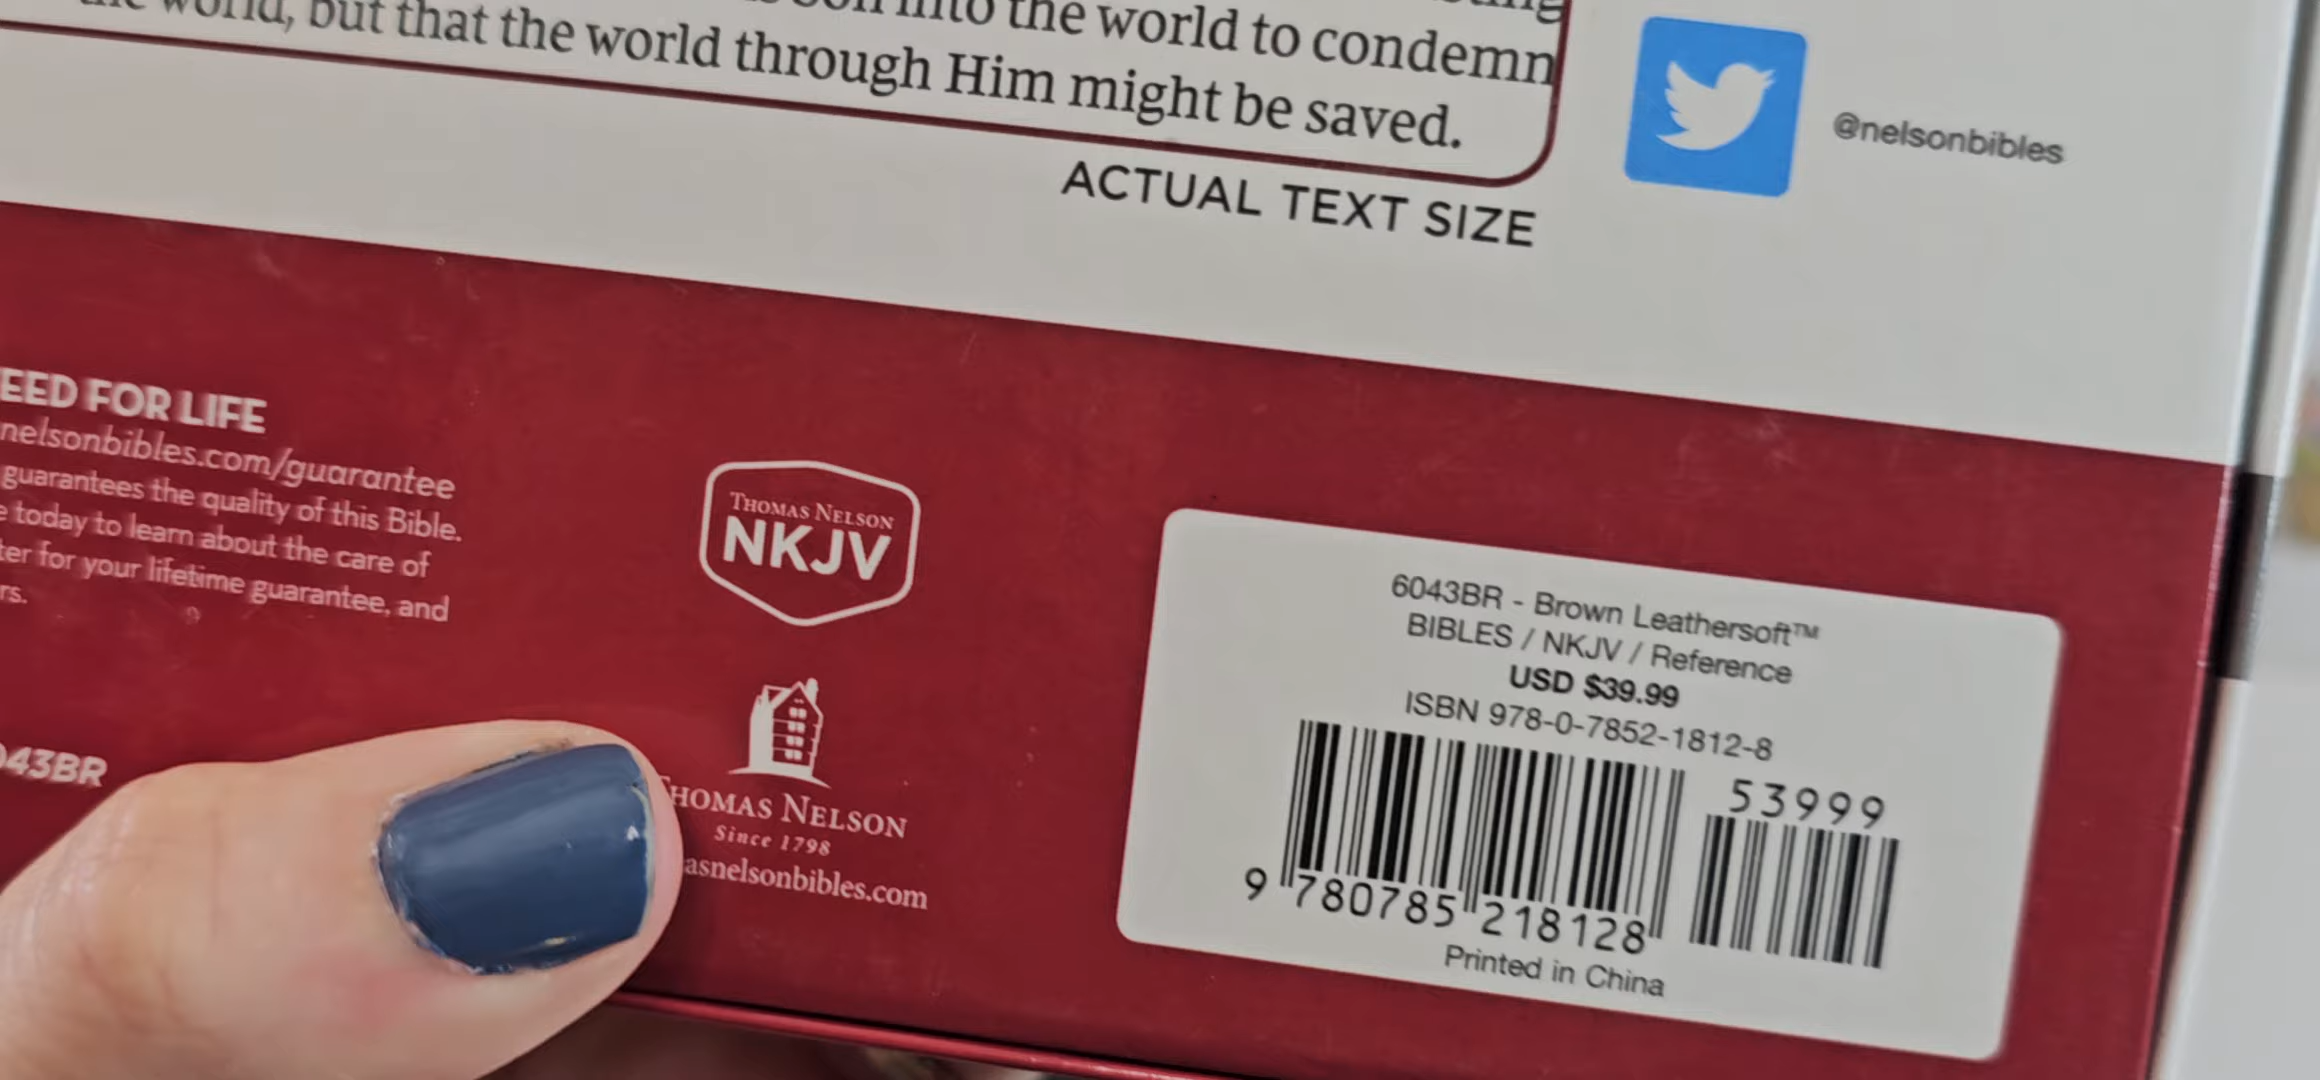 the world, but that the world through Him might be saved.
into the world to condemn
ACTUAL TEXT SIZE
@nelsonbibles
EED FOR LIFE
nelsonbibles.com/guarantee
guarantees the quality of this Bible.
e today to learn about the care of
ter for your lifetime guarantee, and
rs.
043BR
THOMAS NELSON
NKJV
THOMAS NELSON
Since 1798
asnelsonbibles.com
6043BR - Brown Leathersoft™
BIBLES / NKJV / Reference
USD $39.99
ISBN 978-0-7852-1812-8
53999
9 780785 218128
Printed in China